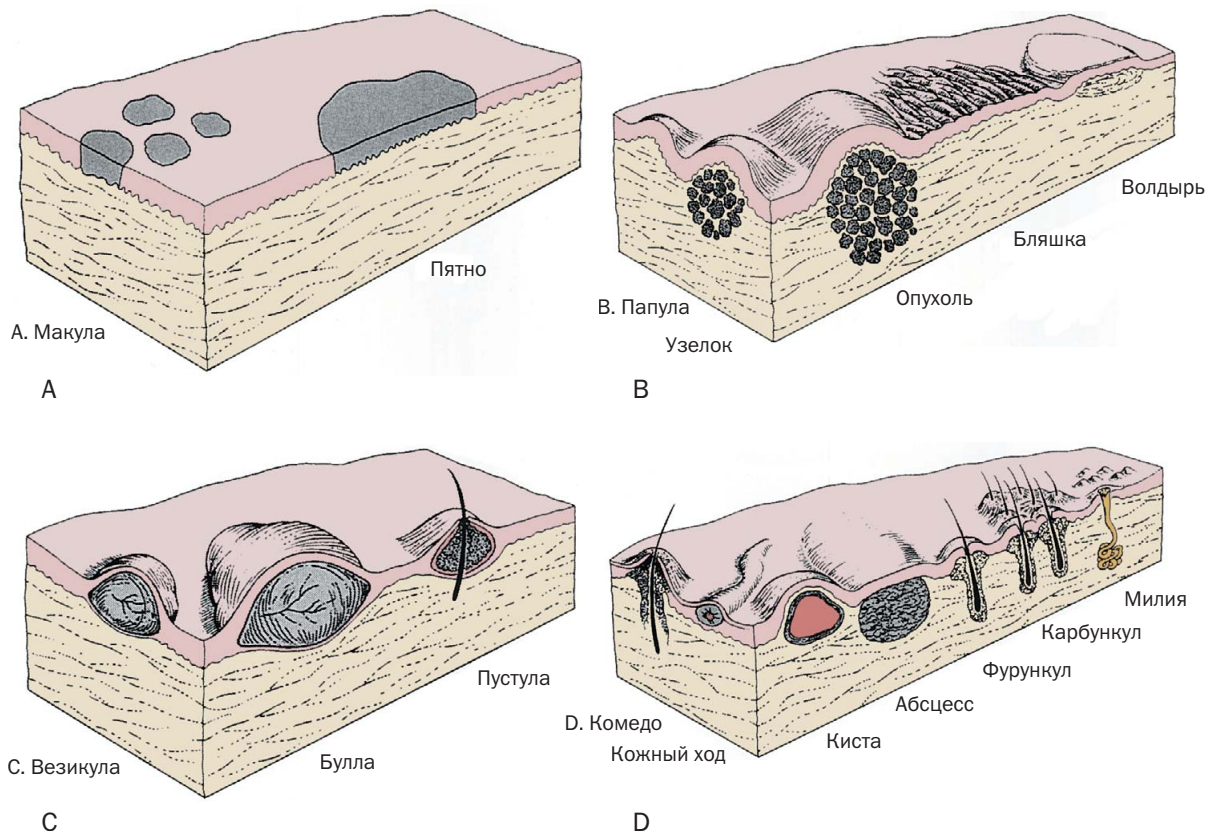 Пятно
A. Макула
A
Волдырь
Бляшка
Опухоль
B. Папула
Узелок
B
Пустула
Булла
C. Везикула
C
Милия
Карбункул
Фурункул
Абсцесс
D. Комедо
Киста
Кожный ход
D